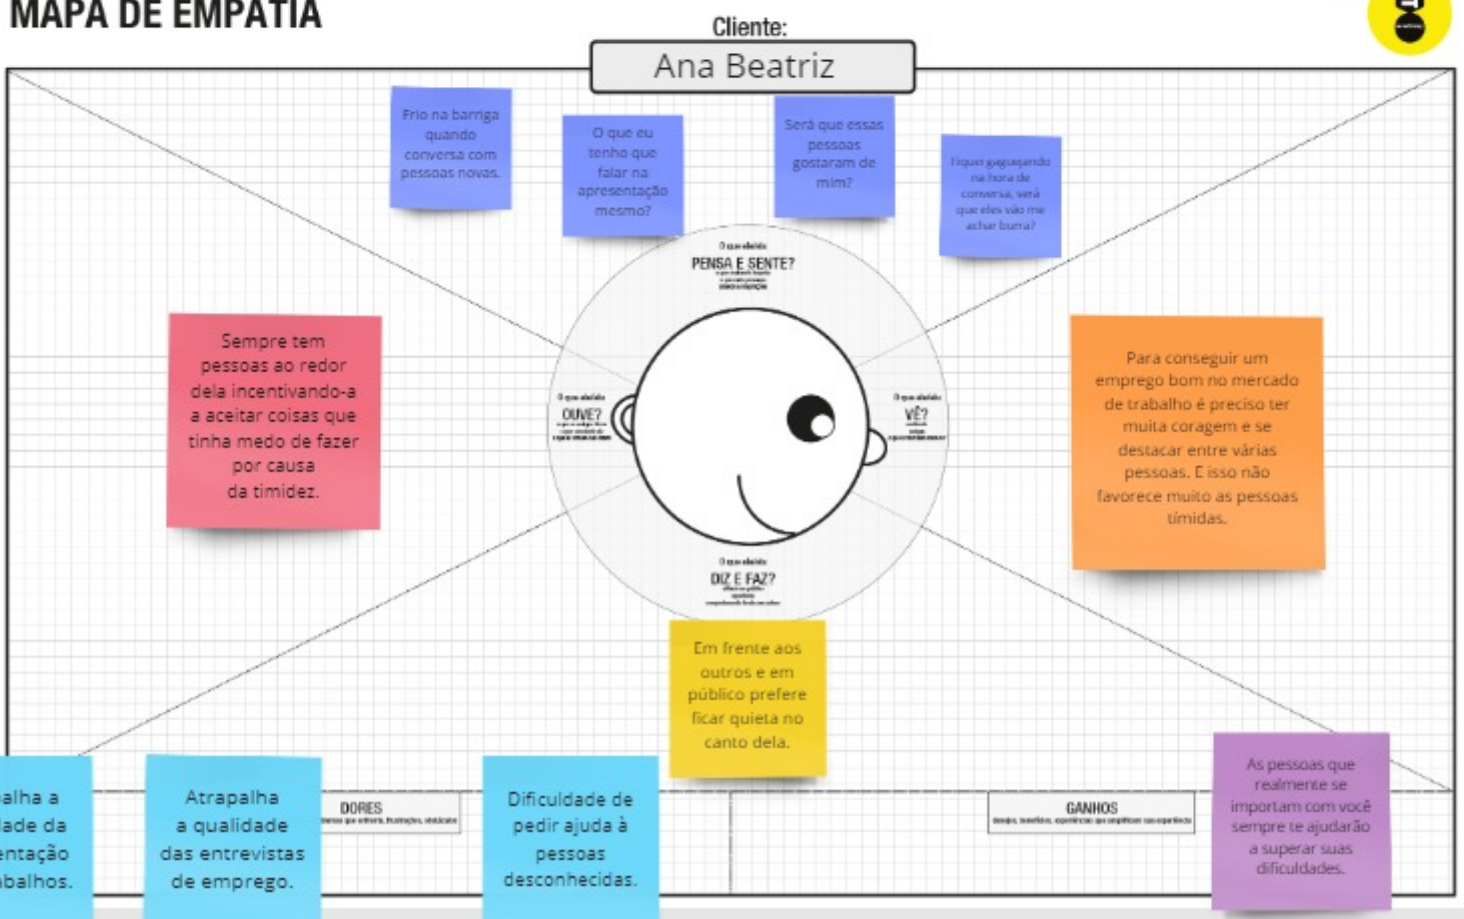 MAPA DE EMPATIA
Cliente:
Ana Beatriz
Frio na barriga
quando
conversa com
pessoas novas.
O que eu
tenho que
falar na
apresentação
mesmo?
Será que essas
pessoas
gostaram de
mim?
Fiquei gaguejando
na hora de
conversa, será
que eles vão me
achar burra?
PENSA E SENTE?
Sempre tem
pessoas ao redor
dela incentivando-a
a aceitar coisas que
tinha medo de fazer
por causa
da timidez.
OUVE?
VÊ?
Para conseguir um
emprego bom no mercado
de trabalho é preciso ter
muita coragem e se
destacar entre várias
pessoas. E isso não
favorece muito as pessoas
tímidas.
DIZ E FAZ?
Em frente aos
outros e em
público prefere
ficar quieta no
canto dela.
alha a
ade da
entação
balhos.
Atrapalha
a qualidade
das entrevistas
de emprego.
DORES
Dificuldade de
pedir ajuda à
pessoas
desconhecidas.
GANHOS
As pessoas que
realmente se
importam com você
sempre te ajudarão
a superar suas
dificuldades.